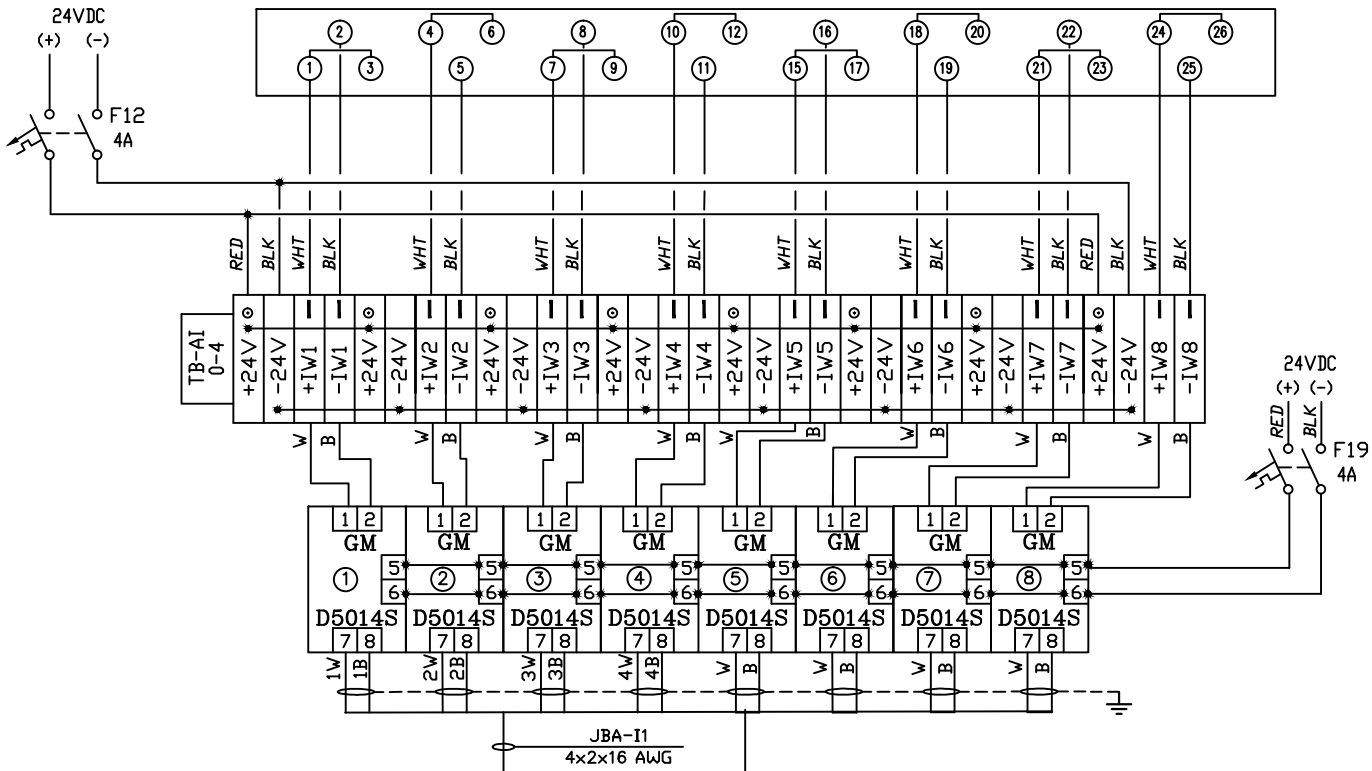 24VDC
(+) (-)
2 4 6 8 10 12 16 18 20 22 24 26
1 3 5 7 9 11 15 17 19 21 23 25
F12
4A
RED BLK WHT BLK WHT BLK WHT BLK WHT BLK WHT BLK WHT BLK WHT BLK RED BLK WHT BLK
TB-AI
0-4
+24V -24V +IW1 -IW1 +24V -24V +IW2 -IW2 +24V -24V +IW3 -IW3 +24V -24V +IW4 -IW4 +24V -24V +IW5 -IW5 +24V -24V +IW6 -IW6 +24V -24V +IW7 -IW7 +24V -24V +IW8 -IW8
24VDC
(+) (-)
RED BLK
F19
4A
W B W B W B W B W B W B W B W B
1 2 1 2 1 2 1 2 1 2 1 2 1 2 1 2
GM GM GM GM GM GM GM GM
5 5 5 5 5 5 5 5
1 2 3 4 5 6 7 8
6 6 6 6 6 6 6 6
D5014S D5014S D5014S D5014S D5014S D5014S D5014S D5014S
7 8 7 8 7 8 7 8 7 8 7 8 7 8 7 8
1W 1B 2W 2B 3W 3B 4W 4B W B W B W B W B
JBA-I1
4x2x16 AWG